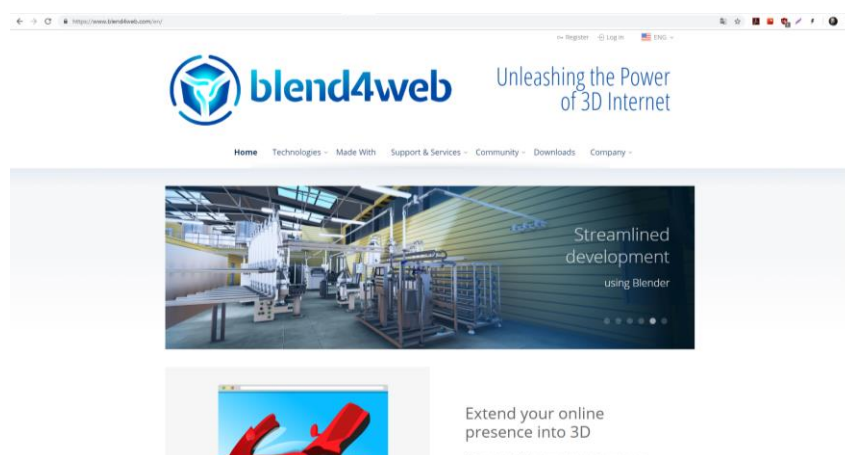 https://www.blend4web.com/en/
Register Log in ENG
blend4web
Unleashing the Power
of 3D Internet
Home Technologies Made With Support & Services Community Downloads Company
Streamlined
development
using Blender
Extend your online
presence into 3D